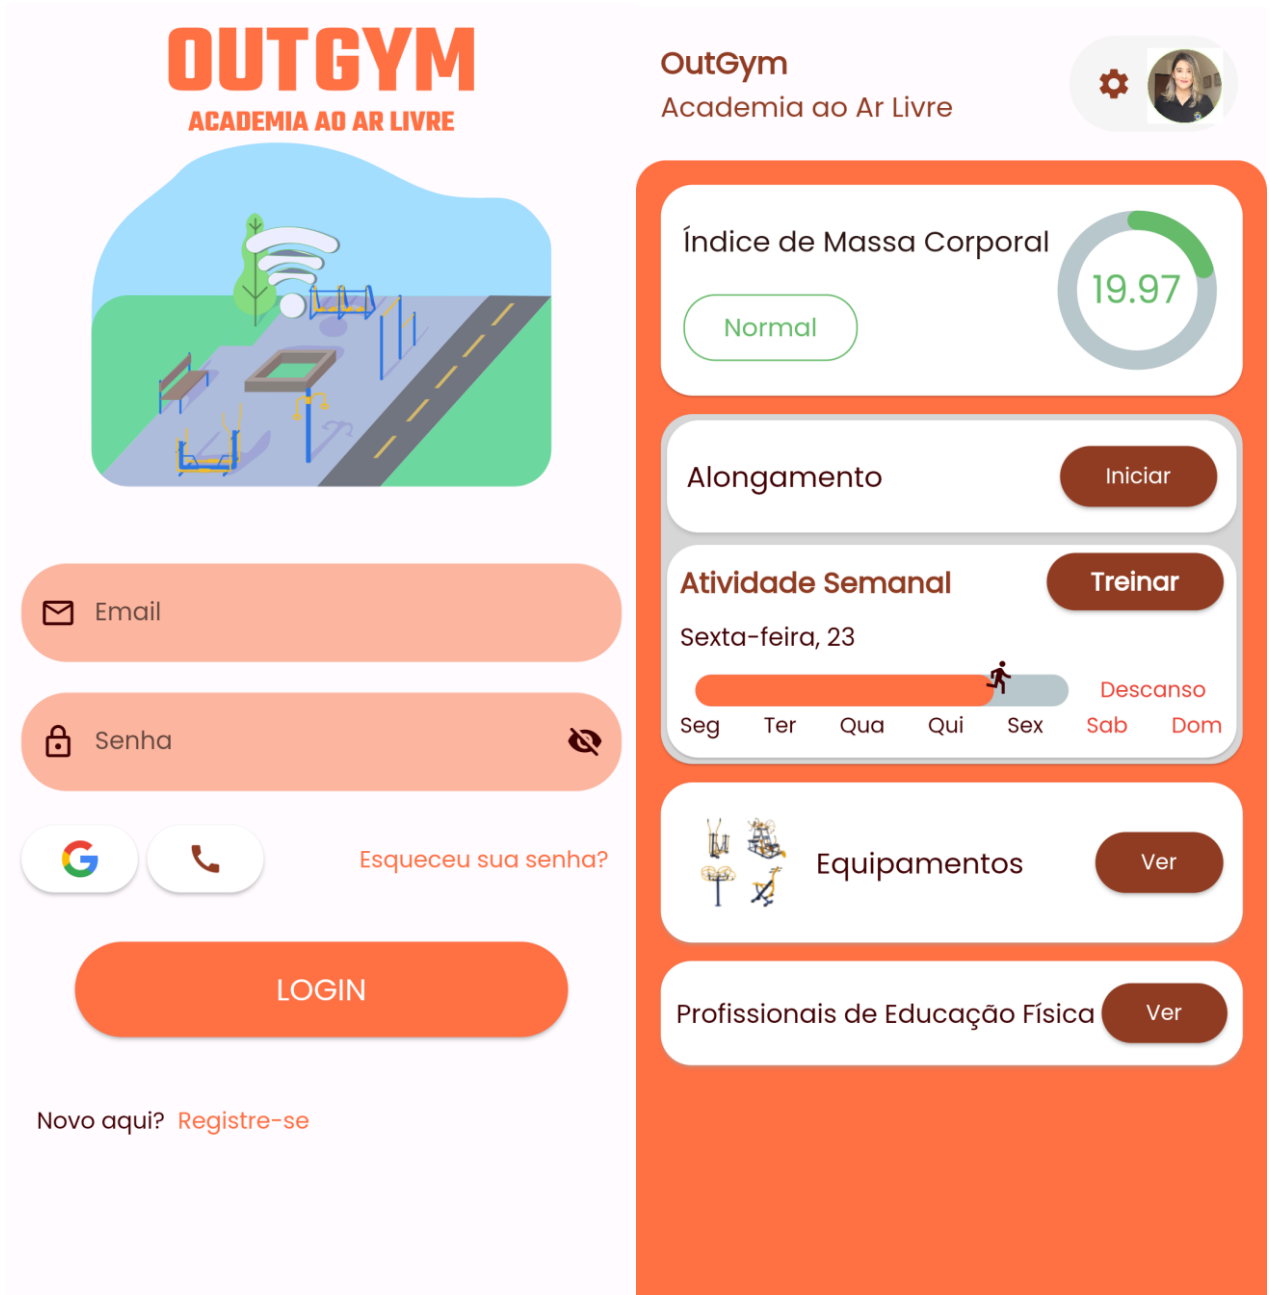 OUTGYM
ACADEMIA AO AR LIVRE
Email
Senha
Esqueceu sua senha?
LOGIN
Novo aqui? Registre-se
OutGym
Academia ao Ar Livre
Índice de Massa Corporal
19.97
Normal
Alongamento
Iniciar
Atividade Semanal
Treinar
Sexta-feira, 23
Descanso
Seg Ter Qua Qui Sex Sab Dom
Equipamentos
Ver
Profissionais de Educação Física
Ver